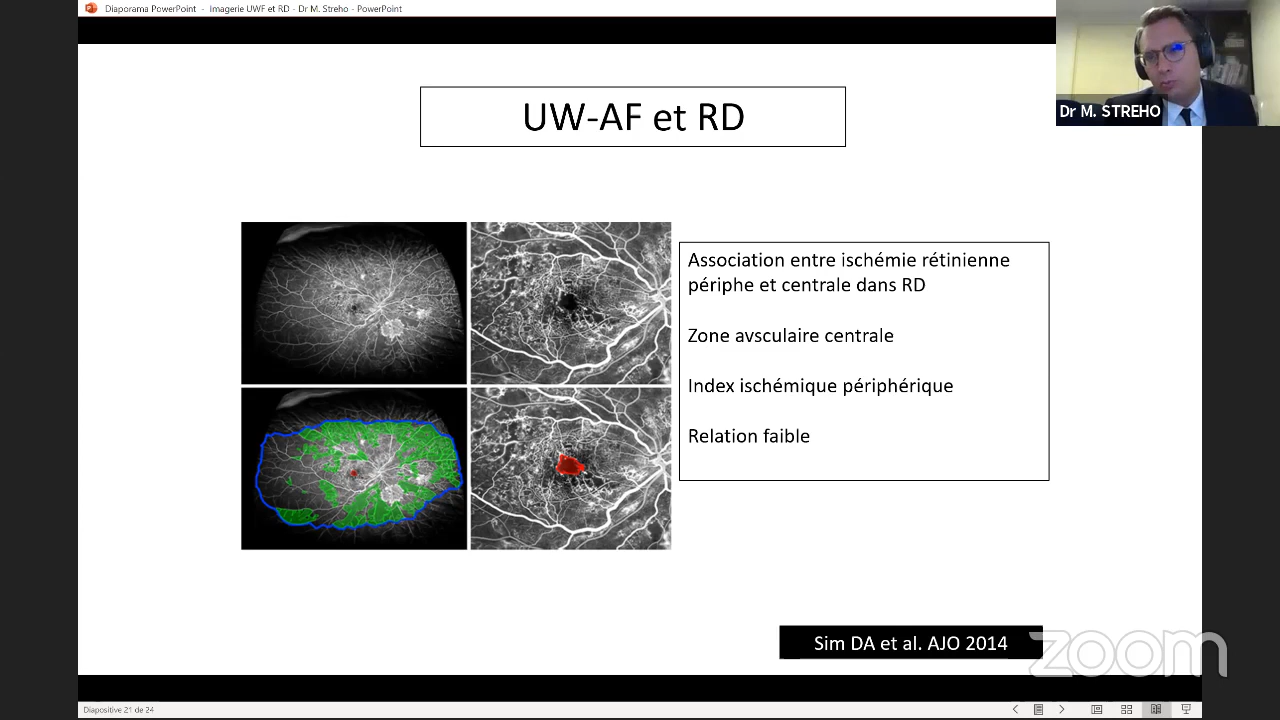 Diaporama PowerPoint - Imagerie UWF et RD - Dr M. Streho - PowerPoint
Dr M. STREHO
UW-AF et RD
Association entre ischémie rétinienne
périphe et centrale dans RD
Zone avsculaire centrale
Index ischémique périphérique
Relation faible
Sim DA et al. AJO 2014
zoom
Diapositive 21 de 24